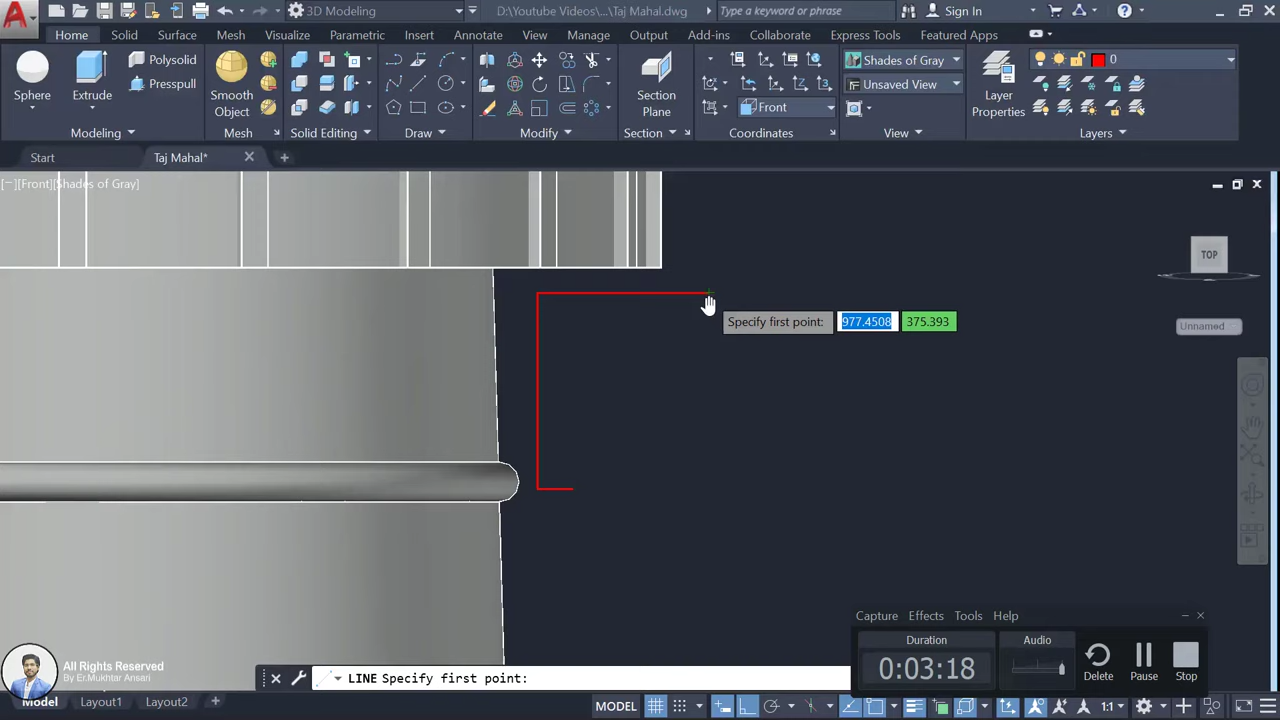 3D Modeling
D:\Youtube Videos\...\Taj Mahal.dwg
Type a keyword or phrase
Sign In
Home Solid Surface Mesh Visualize Parametric Insert Annotate View Manage Output Add-ins Collaborate Express Tools Featured Apps
Sphere
Extrude
Polysolid
Presspull
Smooth
Object
Section
Plane
Front
Shades of Gray
Unsaved View
Layer
Properties
0
Modeling Mesh Solid Editing Draw Modify Section Coordinates View Layers
Start Taj Mahal*
[−][Front][Shades of Gray]
TOP
Unnamed
Specify first point: 977.4508 375.393
Capture Effects Tools Help
Duration
Audio
0:03:18
Delete Pause Stop
All Rights Reserved
By Er.Mukhtar Ansari
LINE Specify first point:
Model Layout1 Layout2
MODEL
1:1